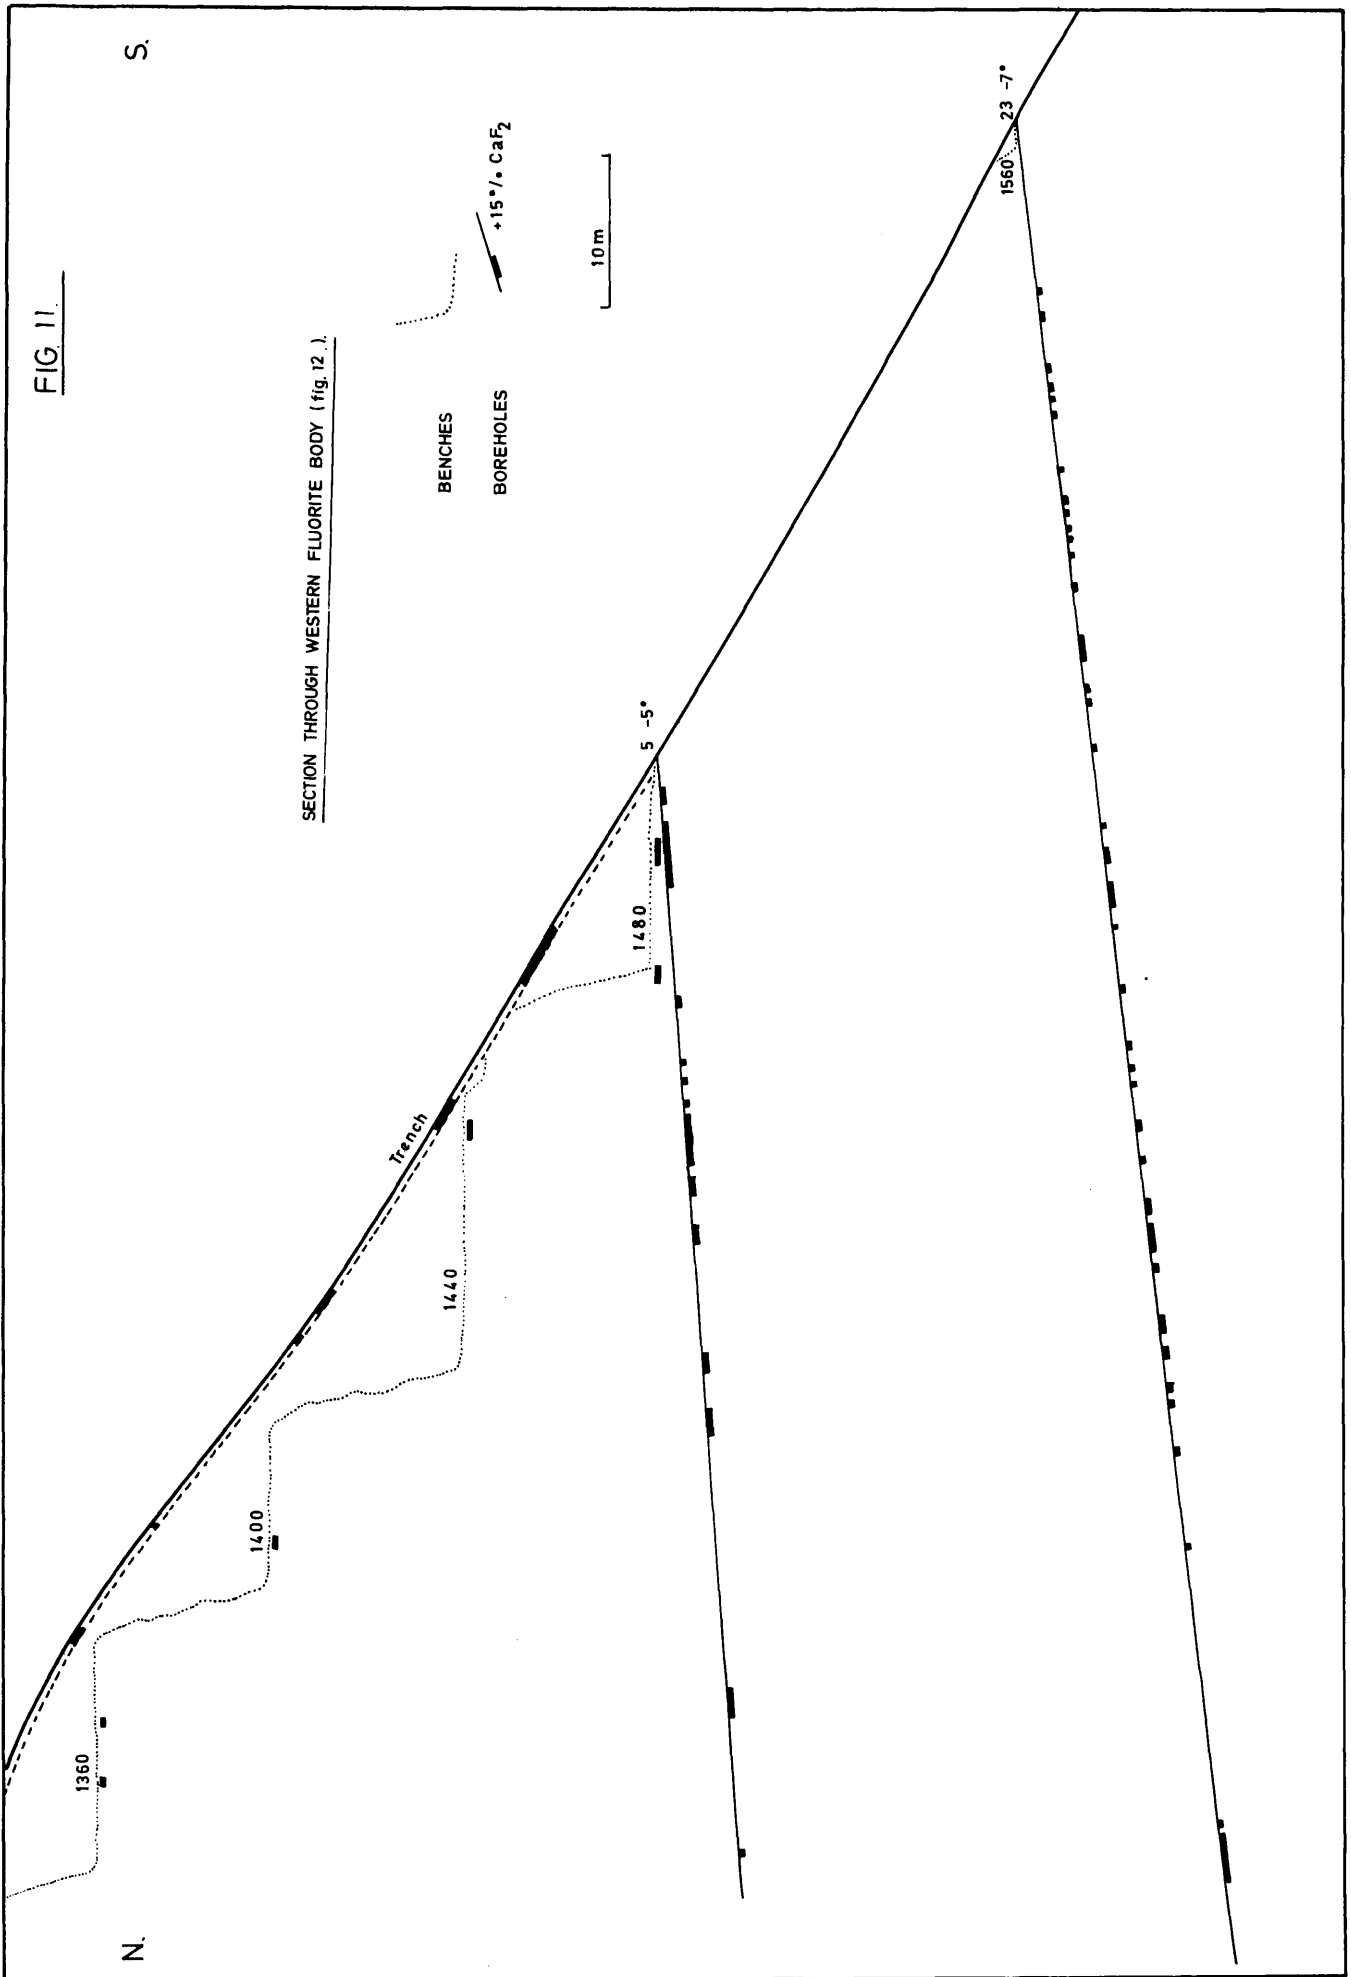 FIG. 11.
N.
S.
SECTION THROUGH WESTERN FLUORITE BODY (fig. 12.).
BENCHES
BOREHOLES
+15°/. CaF₂
10m
Trench
1360
1400
1440
1480
5 -5°
1560
23 -7°